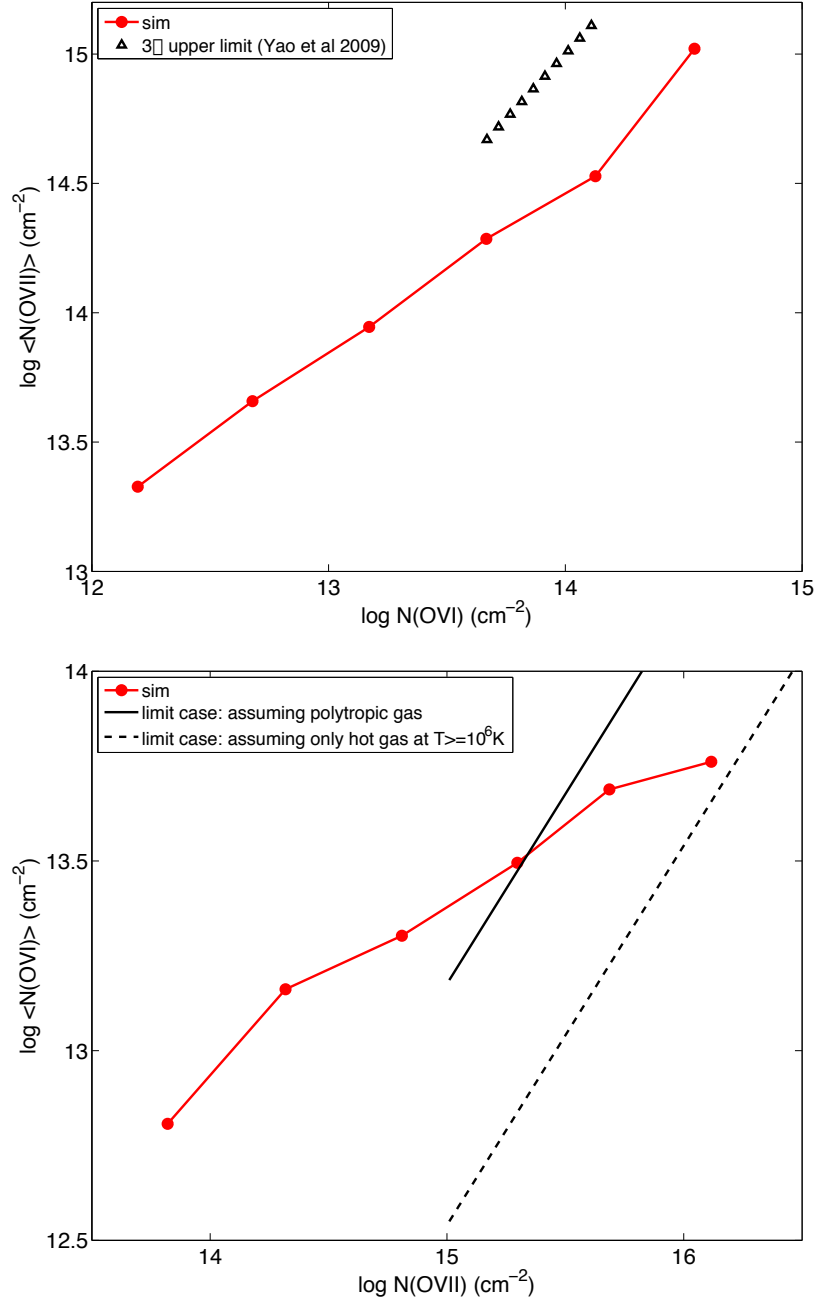 sim
3▯ upper limit (Yao et al 2009)
15
14.5
14
13.5
13
log <N(OVII)> (cm⁻²)
12 13 14 15
log N(OVI) (cm⁻²)
sim
limit case: assuming polytropic gas
limit case: assuming only hot gas at T>=10⁶K
14
13.5
13
12.5
log <N(OVI)> (cm⁻²)
14 15 16
log N(OVII) (cm⁻²)